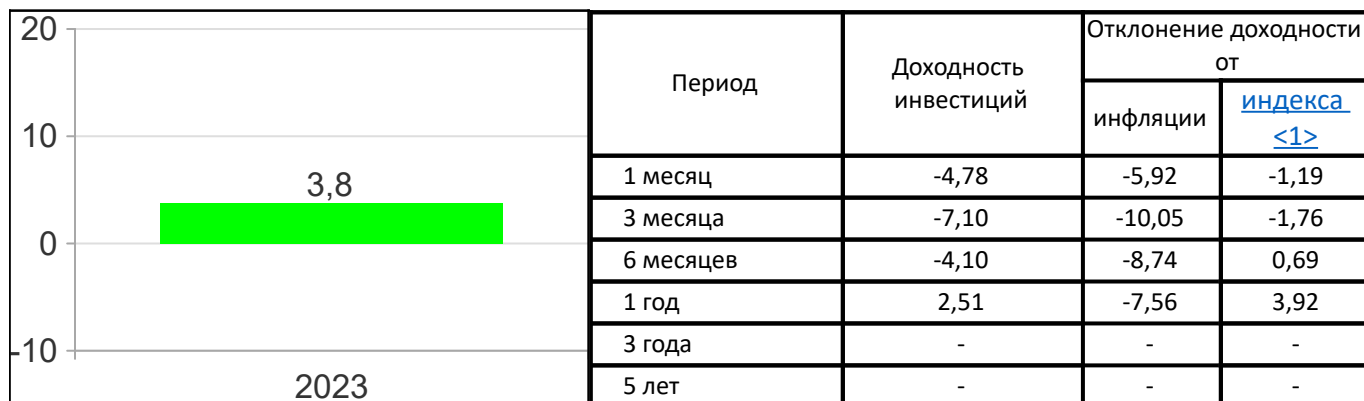 20
10
0
-10
3,8
2023
Период
Доходность
инвестиций
Отклонение доходности
от
инфляции
индекса
<1>
1 месяц -4,78 -5,92 -1,19
3 месяца -7,10 -10,05 -1,76
6 месяцев -4,10 -8,74 0,69
1 год 2,51 -7,56 3,92
3 года - - -
5 лет - - -